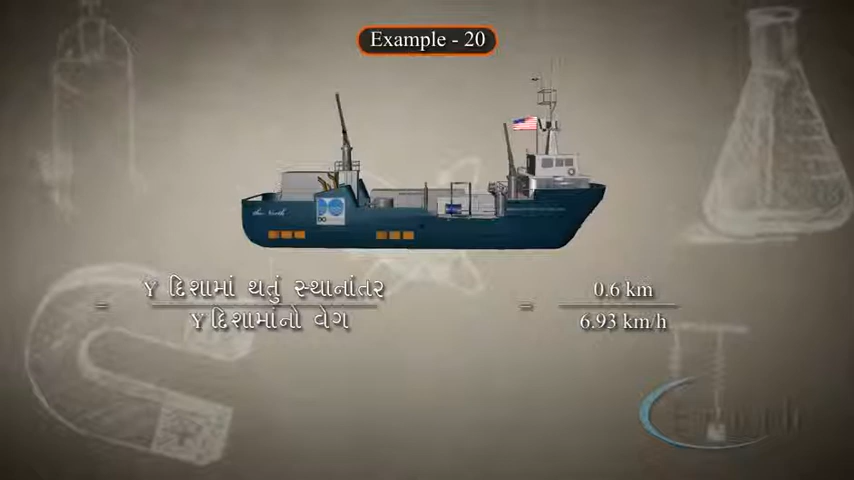 Example - 20
= Y દિશામાં થતું સ્થાનાંતર / Y દિશામાંનો વેગ = 0.6 km / 6.93 km/h